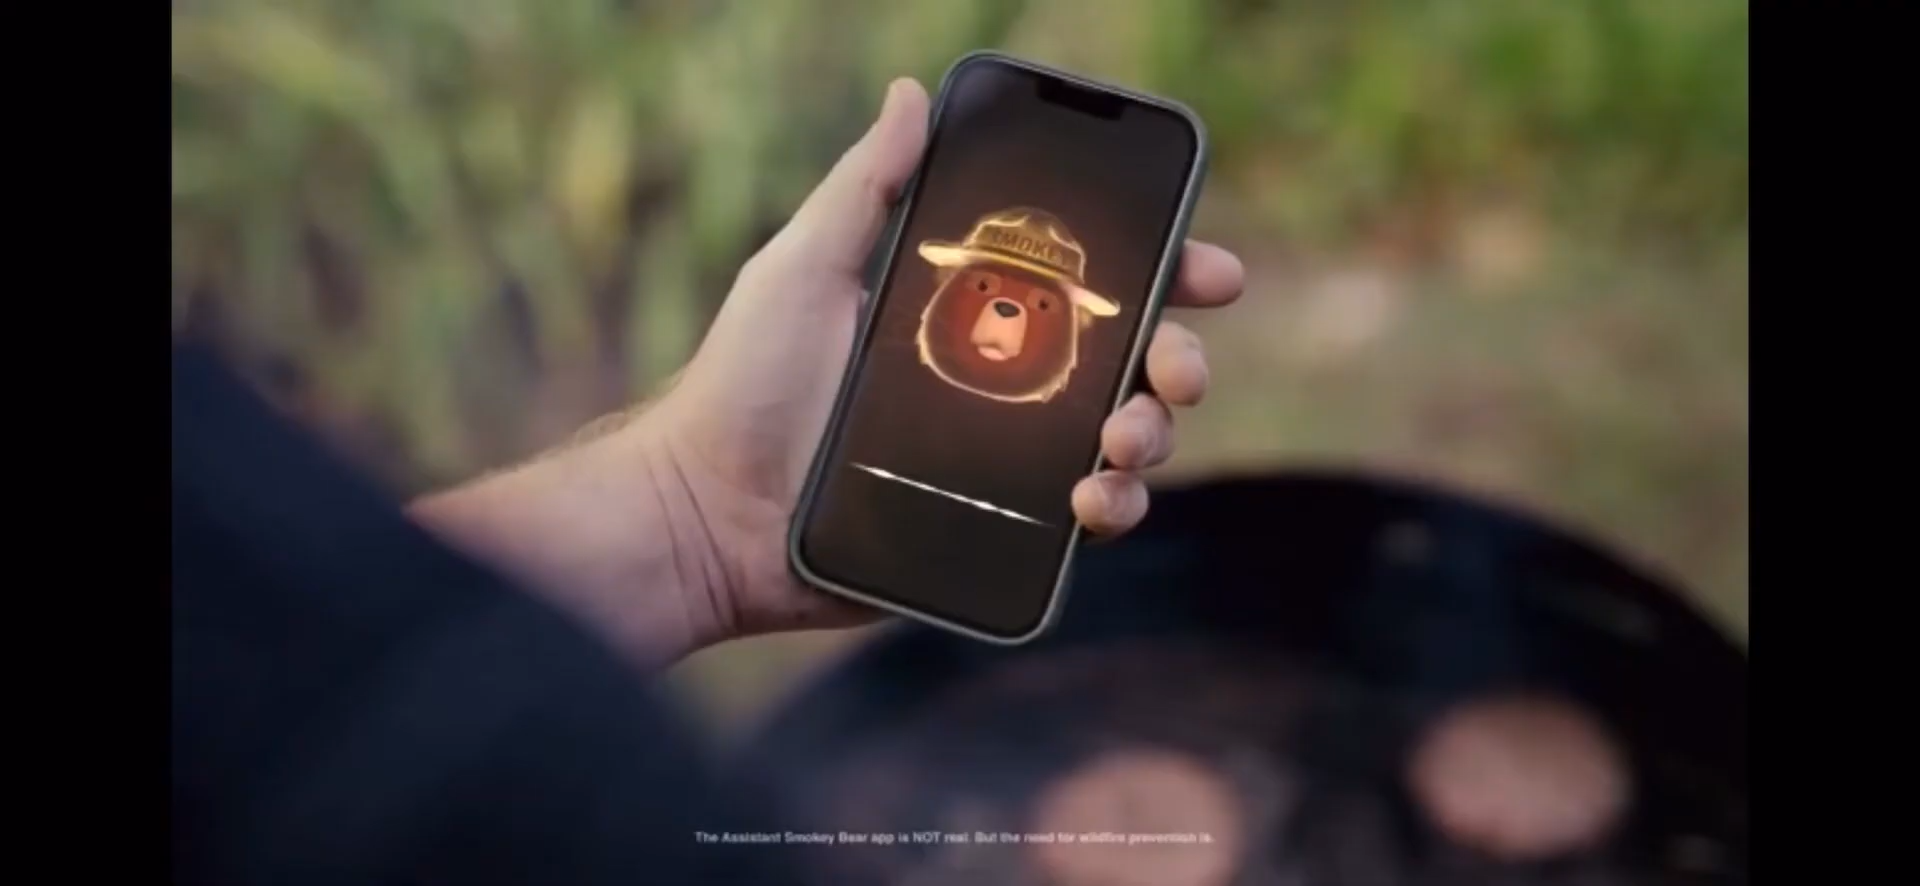 SMOKEY
The Assistant Smokey Bear app is NOT real. But the need for wildfire prevention is.